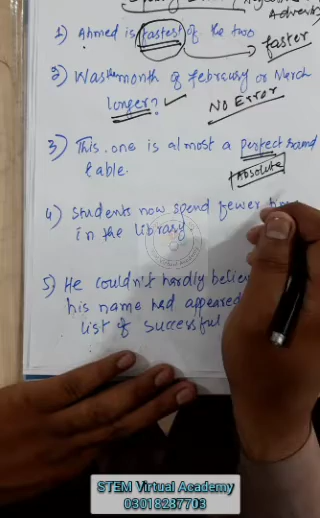 Adverbs
1) Ahmed is fastest of the two
faster
2) Was the month of february or March
longer? ✓ NO ERROR
3) This one is almost a perfect round
table. Absolute
4) Students now spend fewer
in the library
5) He couldn't hardly
his name had appeared
list of successful
STEM Virtual Academy
03018287703